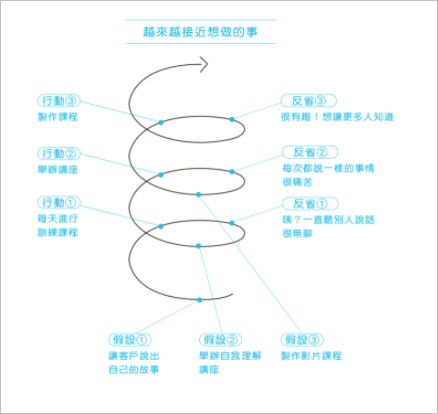 越來越接近想做的事
行動③
製作課程
反省③
很有趣！想讓更多人知道
行動②
舉辦講座
反省②
每次都說一樣的事情
很痛苦
行動①
每天進行
訓練課程
反省①
咦？一直聽別人說話
很無聊
假設①
讓客戶說出
自己的故事
假設②
舉辦自我理解
講座
假設③
製作影片課程